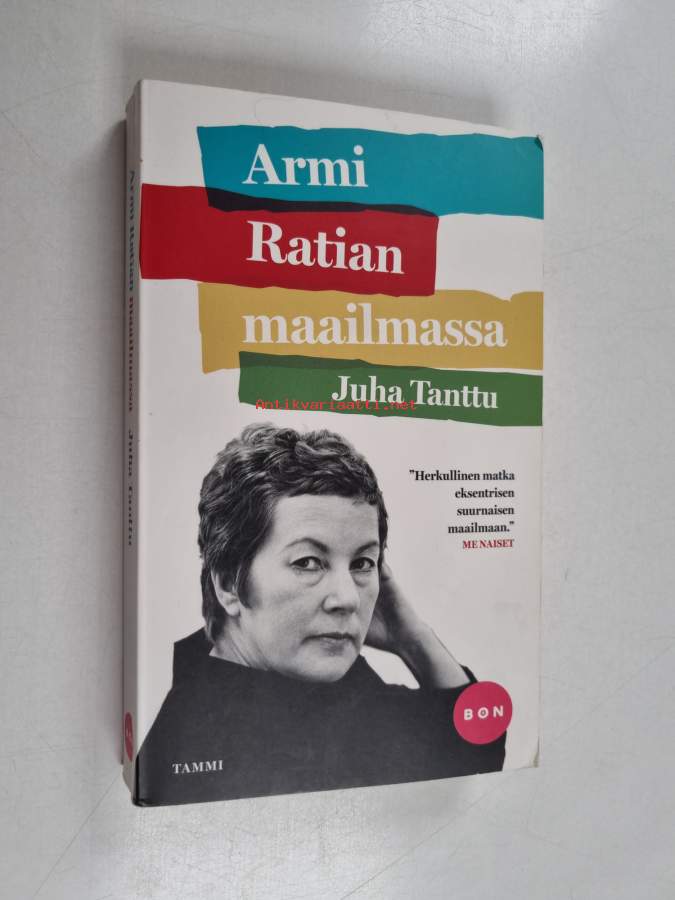 Armi
Ratian
maailmassa
Juha Tanttu
Antikvariaatti.net
"Herkullinen matka
eksentrisen
suurnaisen
maailmaan."
ME NAISET
BON
TAMMI
Armi Ratian maailmassa Juha Tanttu
BON